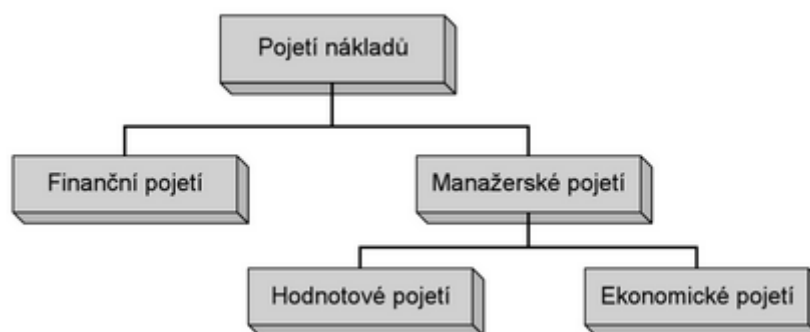 Pojetí nákladů
Finanční pojetí
Manažerské pojetí
Hodnotové pojetí
Ekonomické pojetí